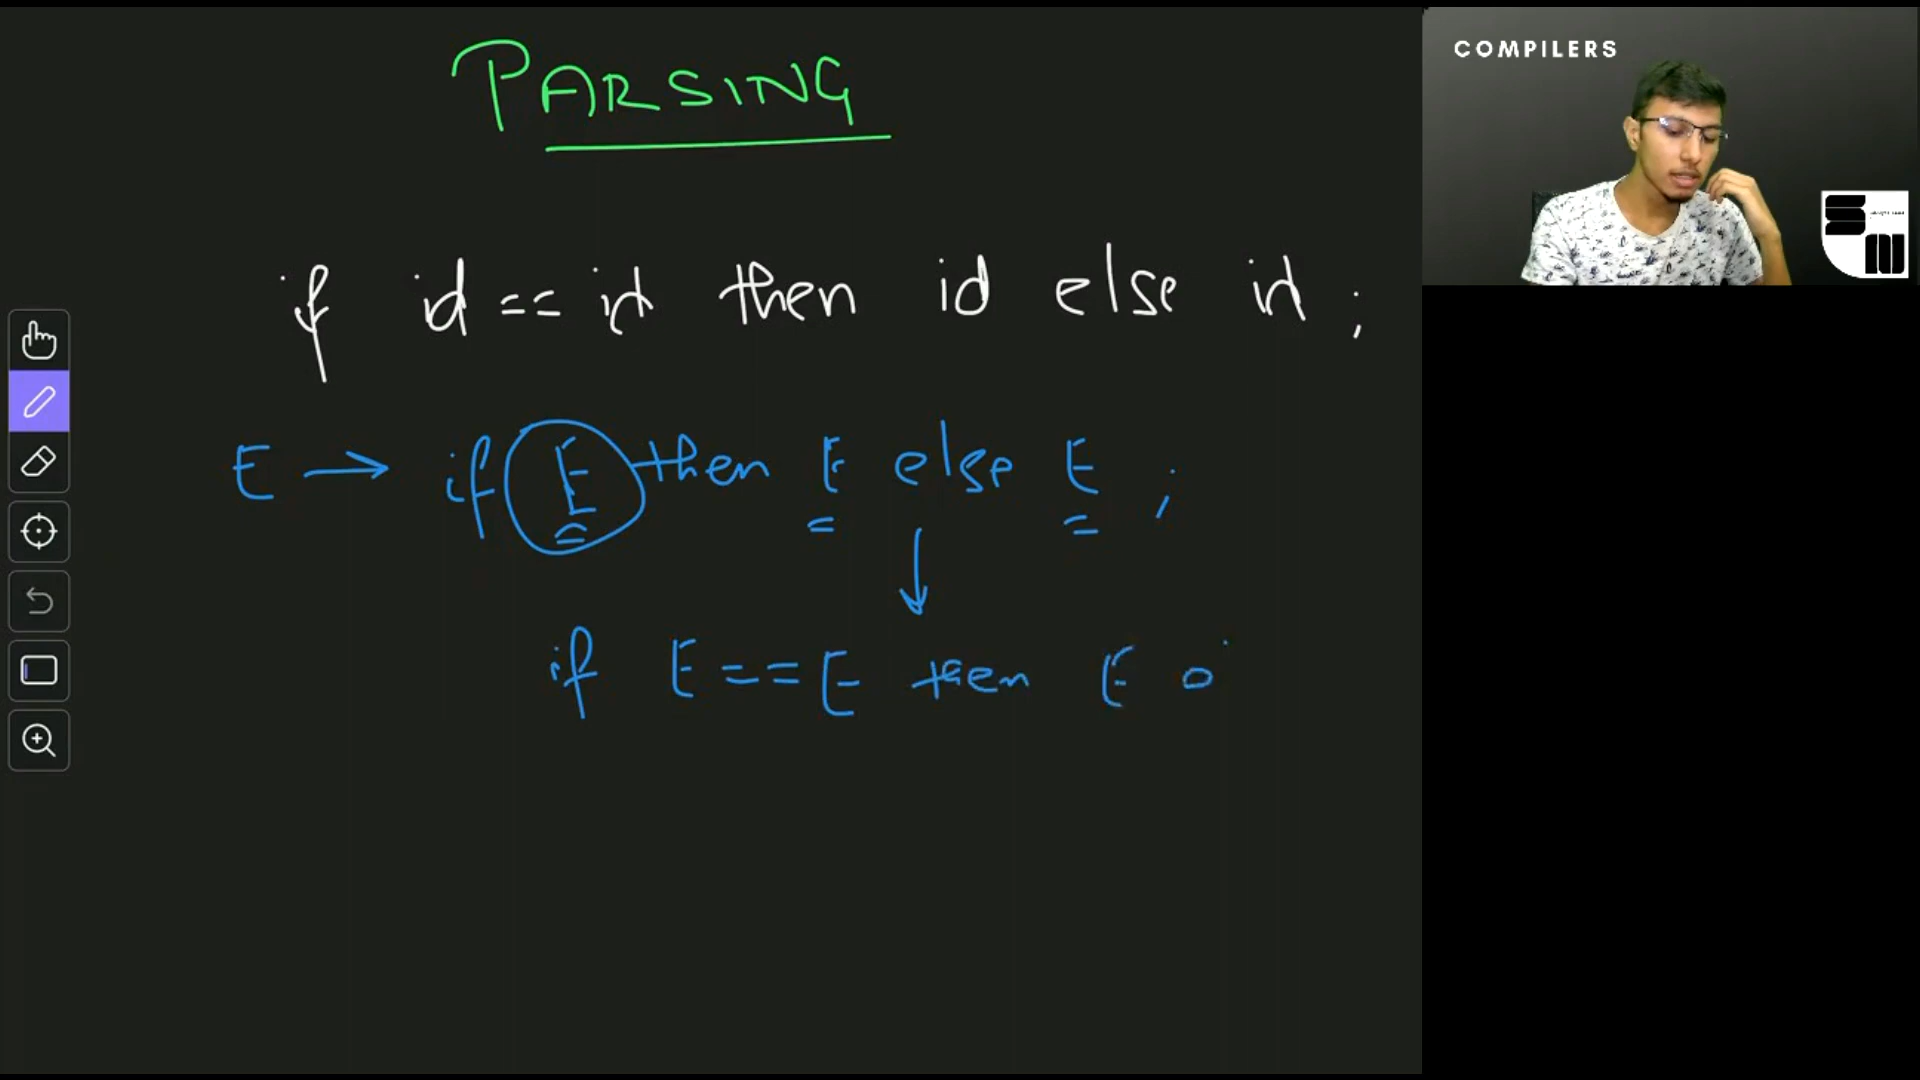 PARSING
COMPILERS
if id == id then id else id ;
E → if E then E else E ;
if E == E then E